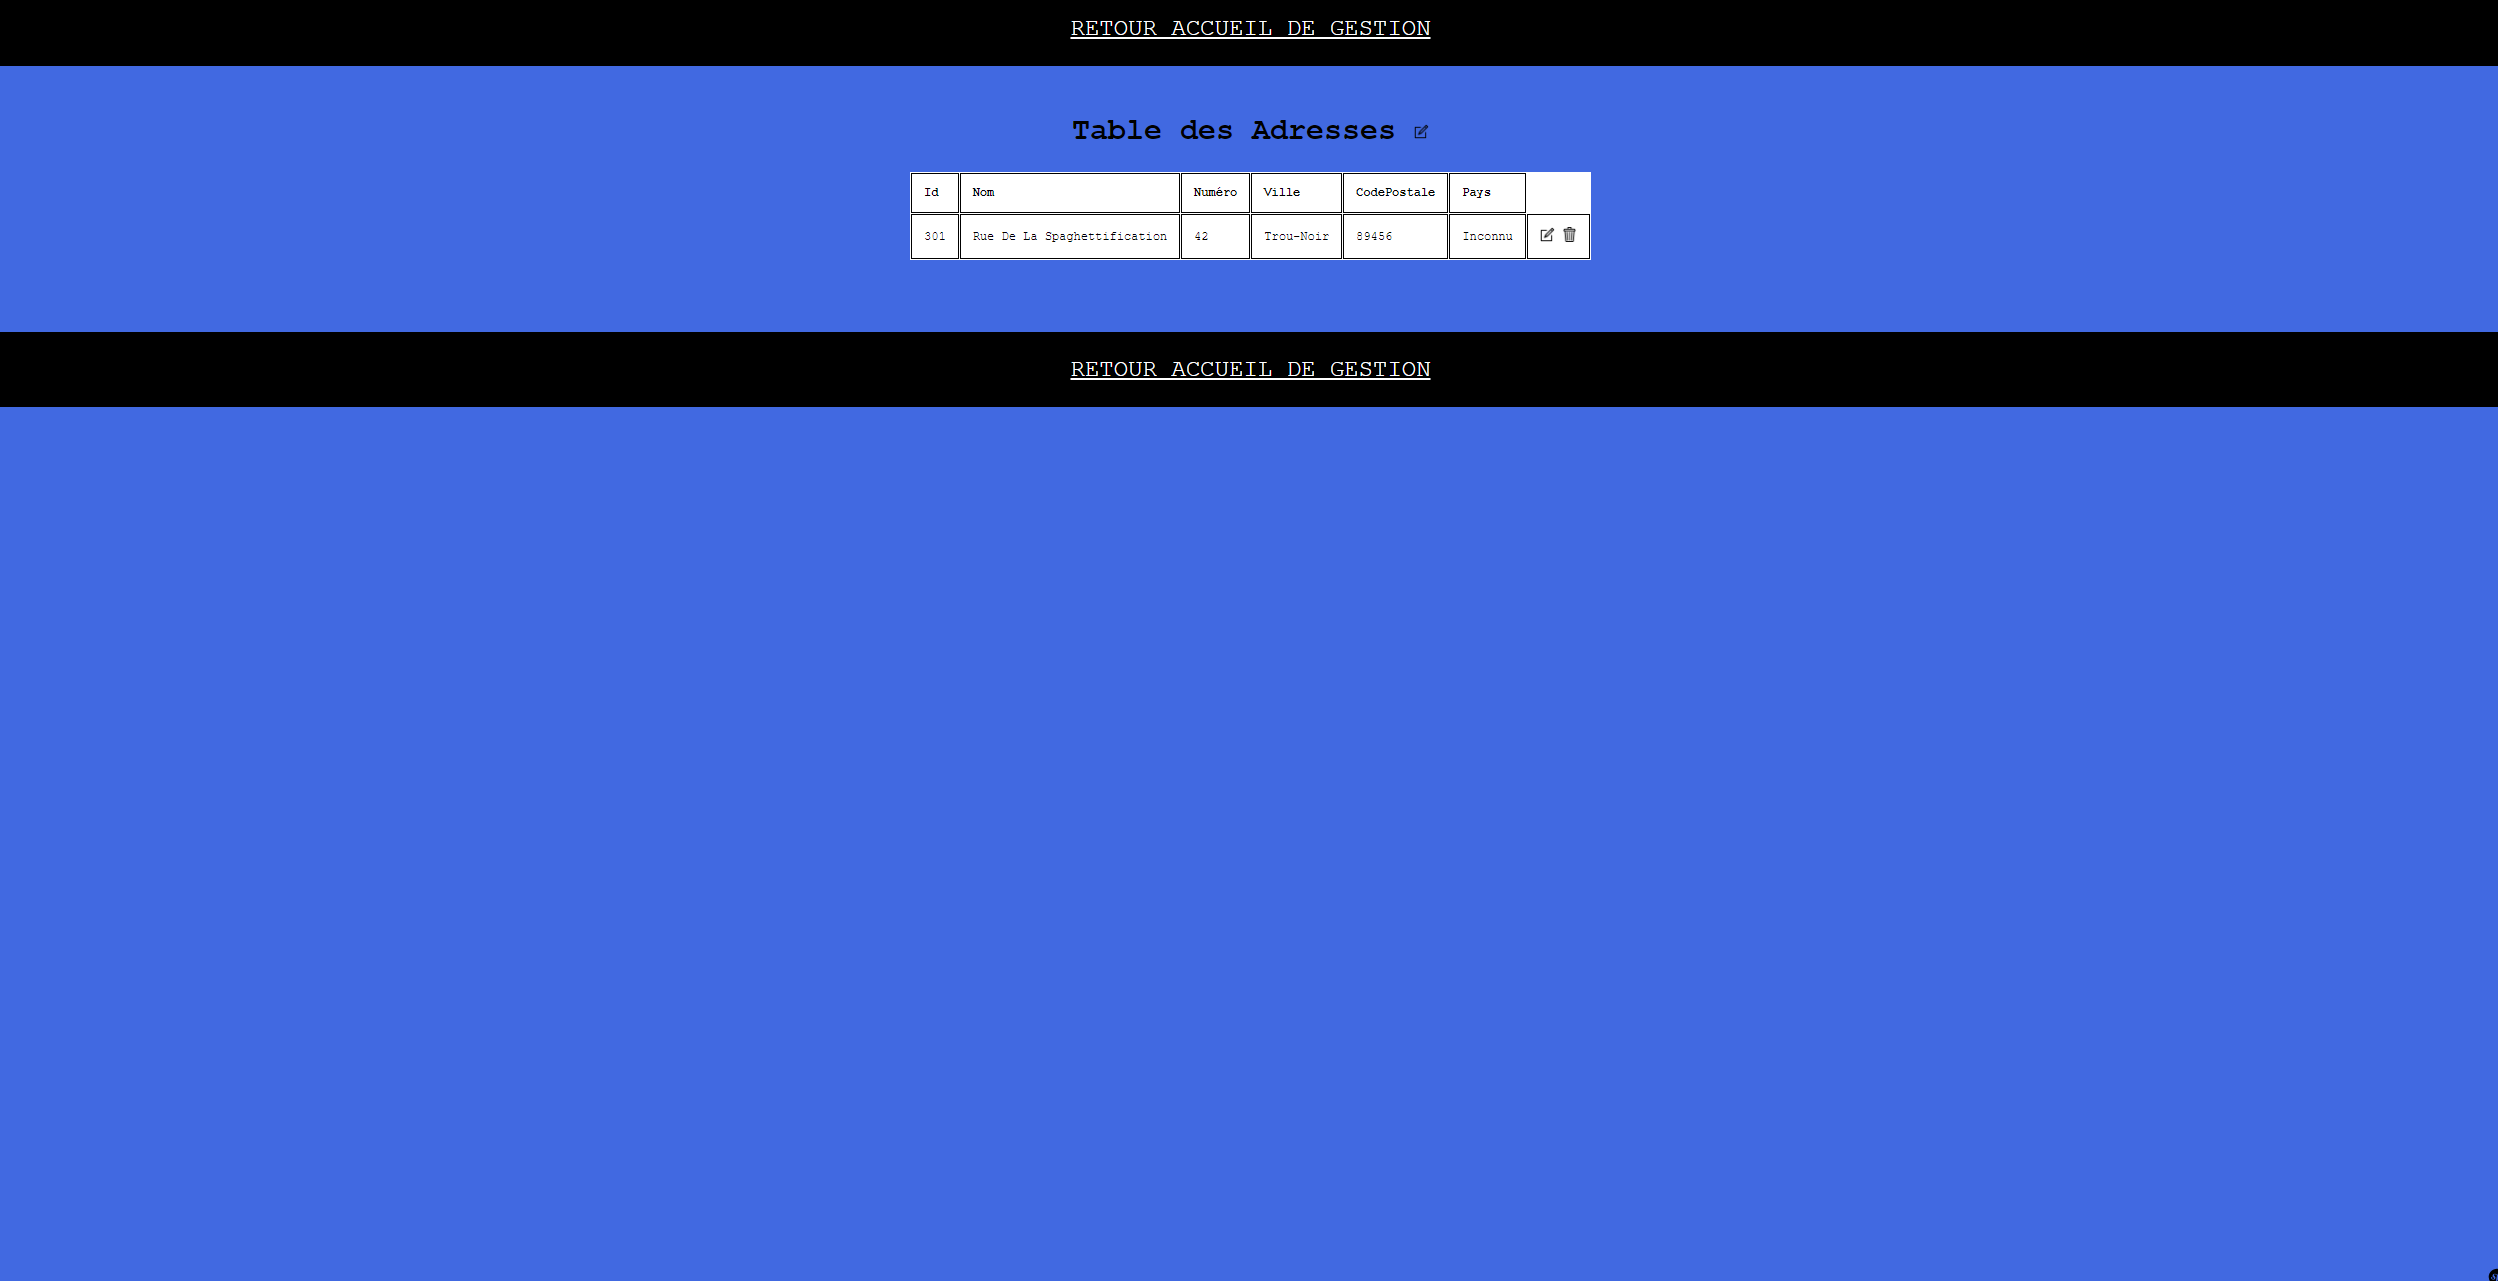 RETOUR ACCUEIL DE GESTION
Table des Adresses
Id Nom Numéro Ville CodePostale Pays
301 Rue De La Spaghettification 42 Trou-Noir 89456 Inconnu
RETOUR ACCUEIL DE GESTION